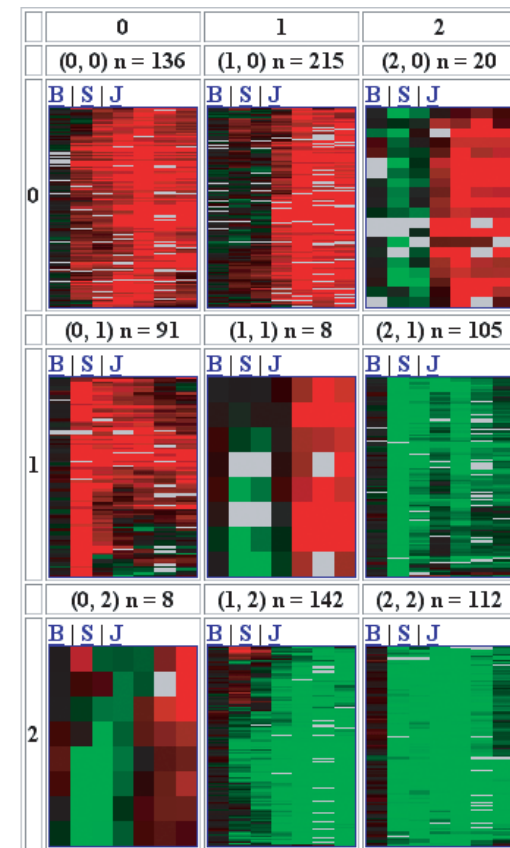 0 1 2
(0, 0) n = 136 (1, 0) n = 215 (2, 0) n = 20
B | S | J B | S | J B | S | J
0
(0, 1) n = 91 (1, 1) n = 8 (2, 1) n = 105
B | S | J B | S | J B | S | J
1
(0, 2) n = 8 (1, 2) n = 142 (2, 2) n = 112
B | S | J B | S | J B | S | J
2